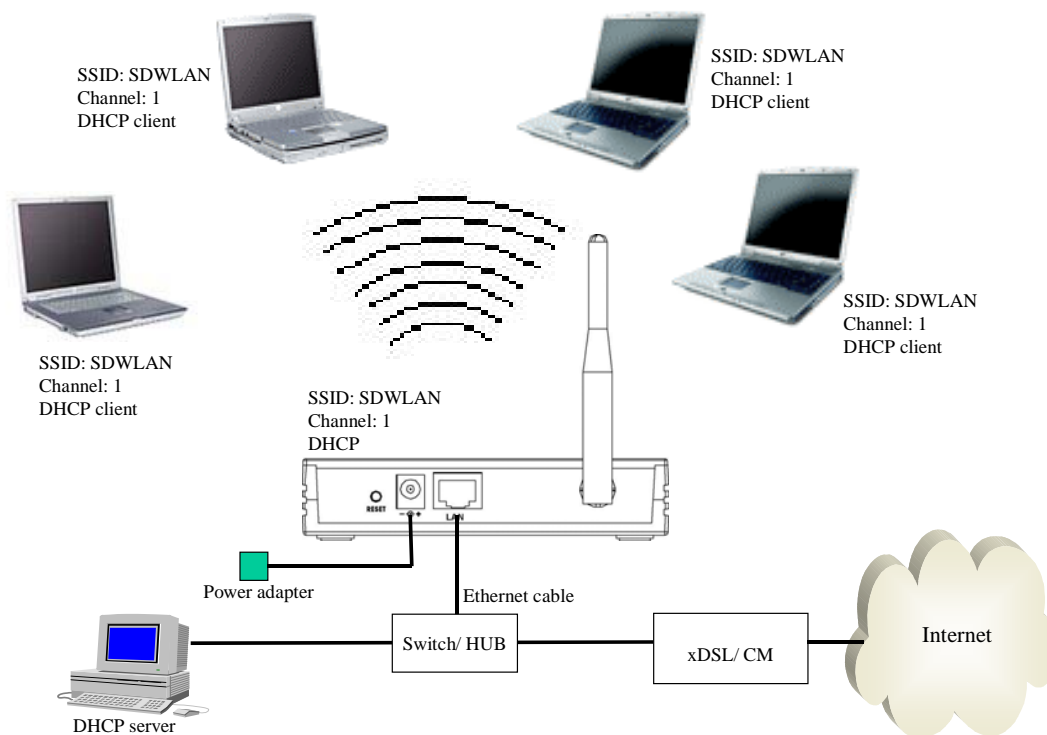 SSID: SDWLAN
Channel: 1
DHCP client
SSID: SDWLAN
Channel: 1
DHCP client
SSID: SDWLAN
Channel: 1
DHCP client
SSID: SDWLAN
Channel: 1
DHCP client
SSID: SDWLAN
Channel: 1
DHCP
RESET
- +
LAN
Power adapter
Ethernet cable
Switch/ HUB
xDSL/ CM
Internet
DHCP server